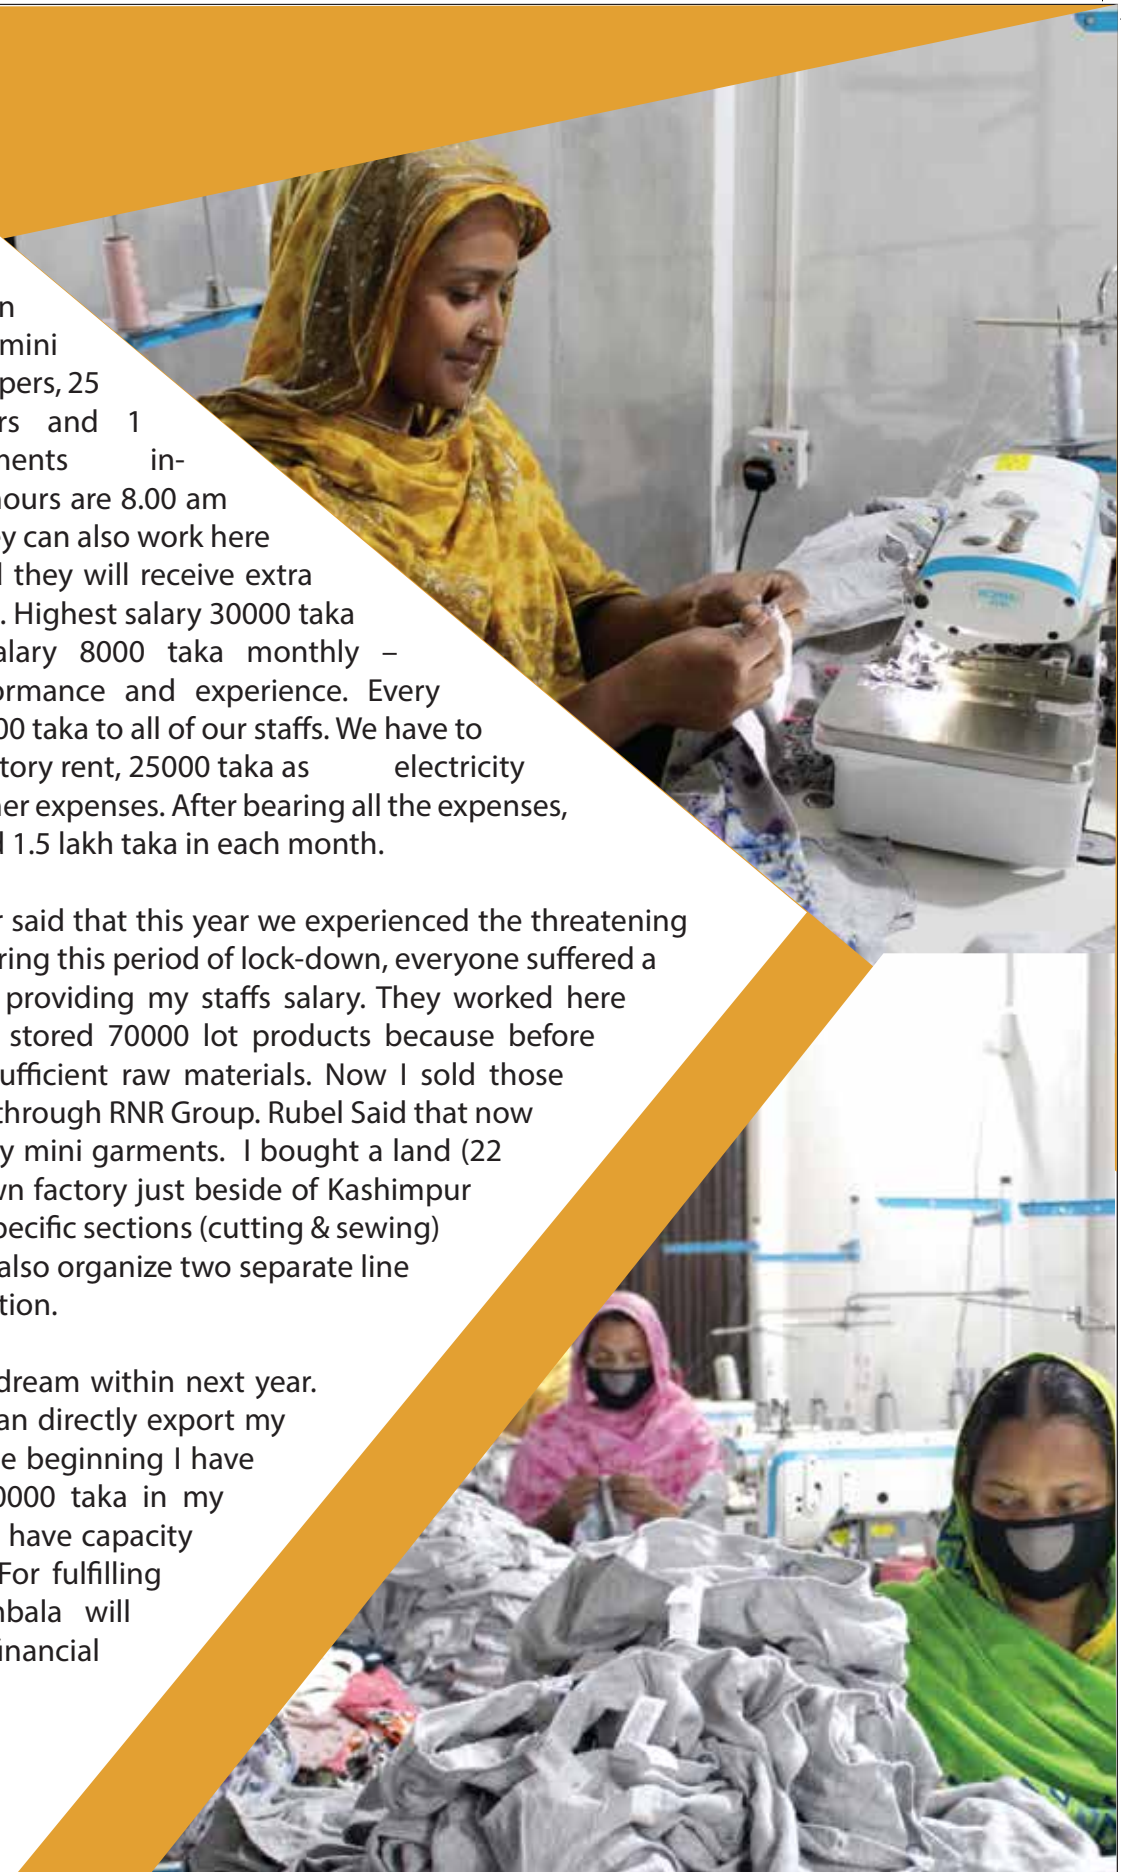 n
mini
pers, 25
rs and 1
nents in-
hours are 8.00 am
ey can also work here
d they will receive extra
. Highest salary 30000 taka
alary 8000 taka monthly –
ormance and experience. Every
00 taka to all of our staffs. We have to
tory rent, 25000 taka as electricity
her expenses. After bearing all the expenses,
d 1.5 lakh taka in each month.
r said that this year we experienced the threatening
ring this period of lock-down, everyone suffered a
providing my staffs salary. They worked here
stored 70000 lot products because before
ufficient raw materials. Now I sold those
through RNR Group. Rubel Said that now
y mini garments. I bought a land (22
wn factory just beside of Kashimpur
pecific sections (cutting & sewing)
also organize two separate line
tion.
dream within next year.
an directly export my
e beginning I have
0000 taka in my
have capacity
For fulfilling
nbala will
financial